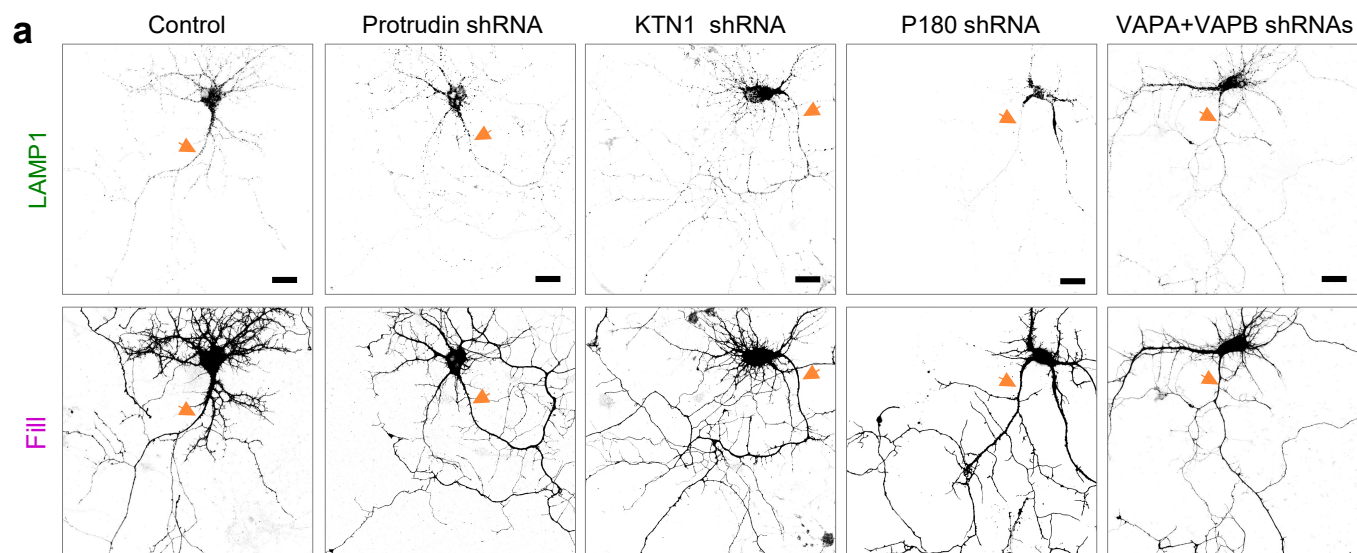 a
Control
Protrudin shRNA
KTN1 shRNA
P180 shRNA
VAPA+VAPB shRNAs
LAMP1
Fill